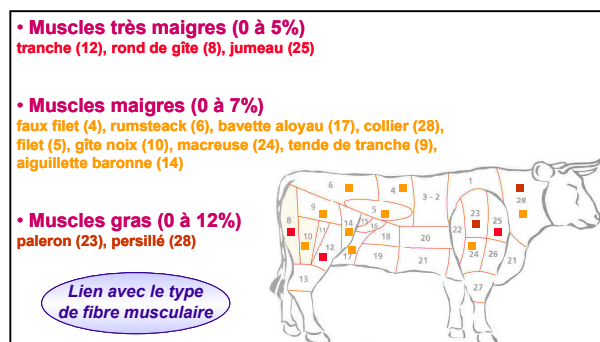 • Muscles très maigres (0 à 5%)
tranche (12), rond de gîte (8), jumeau (25)
• Muscles maigres (0 à 7%)
faux filet (4), rumsteack (6), bavette aloyau (17), collier (28),
filet (5), gîte noix (10), macreuse (24), tende de tranche (9),
aiguillette baronne (14)
• Muscles gras (0 à 12%)
paleron (23), persillé (28)
Lien avec le type
de fibre musculaire
6 4 3 - 2 1 28
9 5 23 25
8 14 15 16 22
10 11 18 20
12 17 19 21 24 26 21
13 27